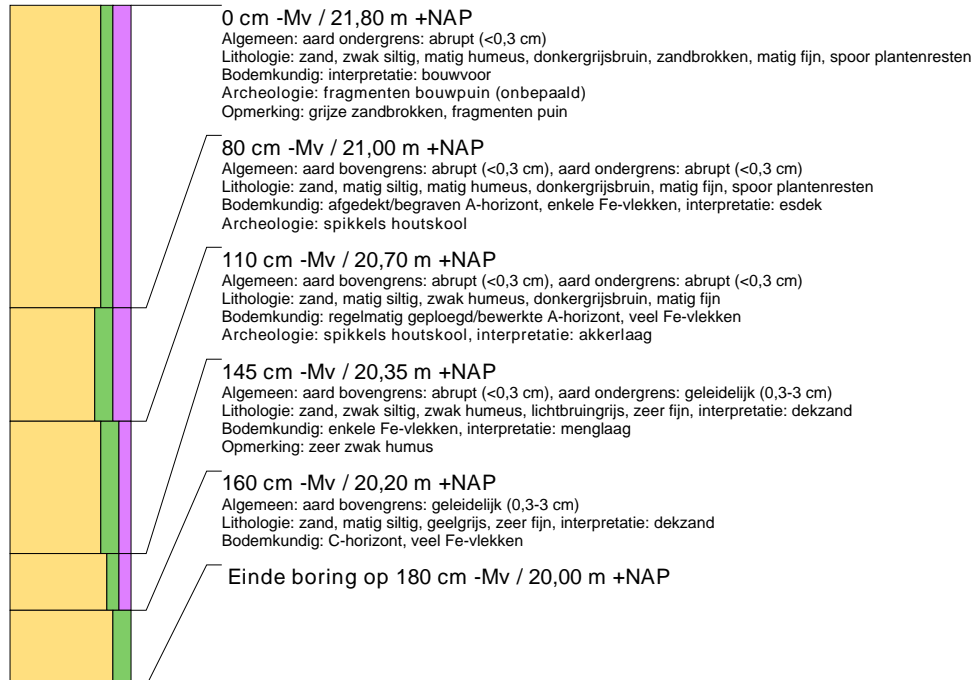 0 cm -Mv / 21,80 m +NAP
Algemeen: aard ondergrens: abrupt (<0,3 cm)
Lithologie: zand, zwak siltig, matig humeus, donkergrijsbruin, zandbrokken, matig fijn, spoor plantenresten
Bodemkundig: interpretatie: bouwvoor
Archeologie: fragmenten bouwpuin (onbepaald)
Opmerking: grijze zandbrokken, fragmenten puin
80 cm -Mv / 21,00 m +NAP
Algemeen: aard bovengrens: abrupt (<0,3 cm), aard ondergrens: abrupt (<0,3 cm)
Lithologie: zand, matig siltig, matig humeus, donkergrijsbruin, matig fijn, spoor plantenresten
Bodemkundig: afgedekt/begraven A-horizont, enkele Fe-vlekken, interpretatie: esdek
Archeologie: spikkels houtskool
110 cm -Mv / 20,70 m +NAP
Algemeen: aard bovengrens: abrupt (<0,3 cm), aard ondergrens: abrupt (<0,3 cm)
Lithologie: zand, matig siltig, zwak humeus, donkergrijsbruin, matig fijn
Bodemkundig: regelmatig geploegd/bewerkte A-horizont, veel Fe-vlekken
Archeologie: spikkels houtskool, interpretatie: akkerlaag
145 cm -Mv / 20,35 m +NAP
Algemeen: aard bovengrens: abrupt (<0,3 cm), aard ondergrens: geleidelijk (0,3-3 cm)
Lithologie: zand, zwak siltig, zwak humeus, lichtbruingrijs, zeer fijn, interpretatie: dekzand
Bodemkundig: enkele Fe-vlekken, interpretatie: menglaag
Opmerking: zeer zwak humus
160 cm -Mv / 20,20 m +NAP
Algemeen: aard bovengrens: geleidelijk (0,3-3 cm)
Lithologie: zand, matig siltig, geelgrijs, zeer fijn, interpretatie: dekzand
Bodemkundig: C-horizont, veel Fe-vlekken
Einde boring op 180 cm -Mv / 20,00 m +NAP